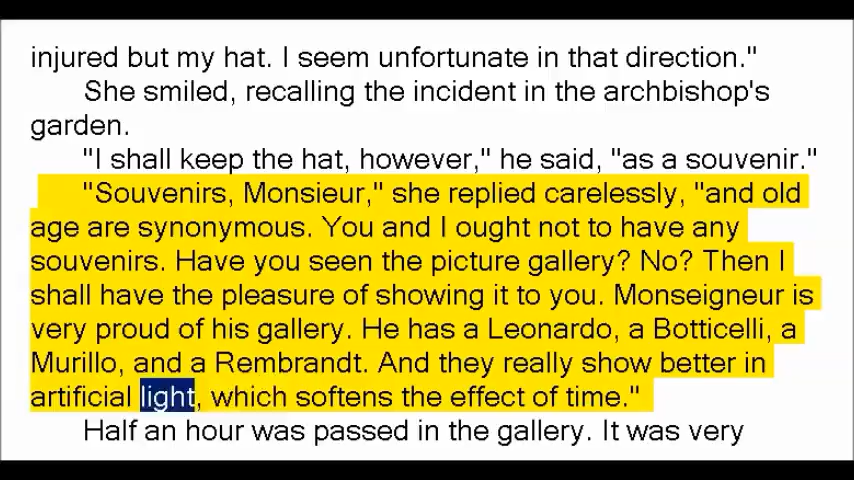 injured but my hat. I seem unfortunate in that direction."
She smiled, recalling the incident in the archbishop's
garden.
"I shall keep the hat, however," he said, "as a souvenir."
"Souvenirs, Monsieur," she replied carelessly, "and old
age are synonymous. You and I ought not to have any
souvenirs. Have you seen the picture gallery? No? Then I
shall have the pleasure of showing it to you. Monseigneur is
very proud of his gallery. He has a Leonardo, a Botticelli, a
Murillo, and a Rembrandt. And they really show better in
artificial light, which softens the effect of time."
Half an hour was passed in the gallery. It was very